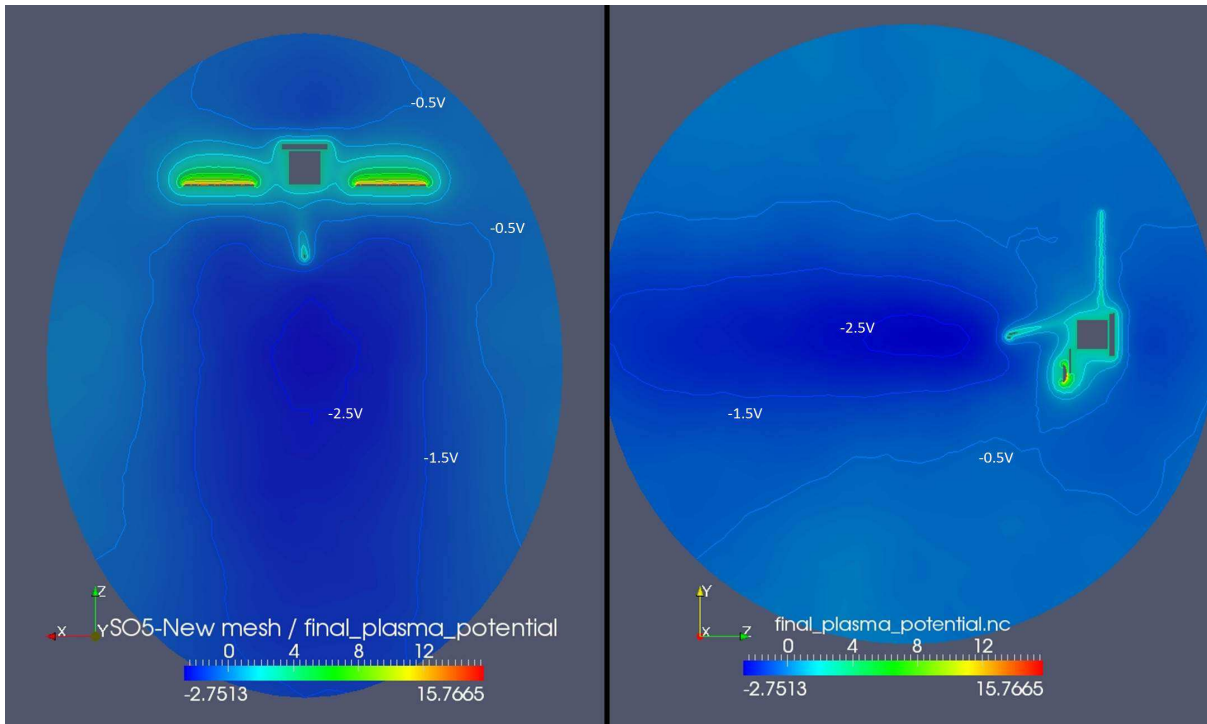 -0.5V
-0.5V
-2.5V
-1.5V
Z
X
Y
SO5-New mesh / final_plasma_potential
0 4 8 12
-2.7513 15.7665
-2.5V
-1.5V
-0.5V
Y
X
Z
final_plasma_potential.nc
0 4 8 12
-2.7513 15.7665